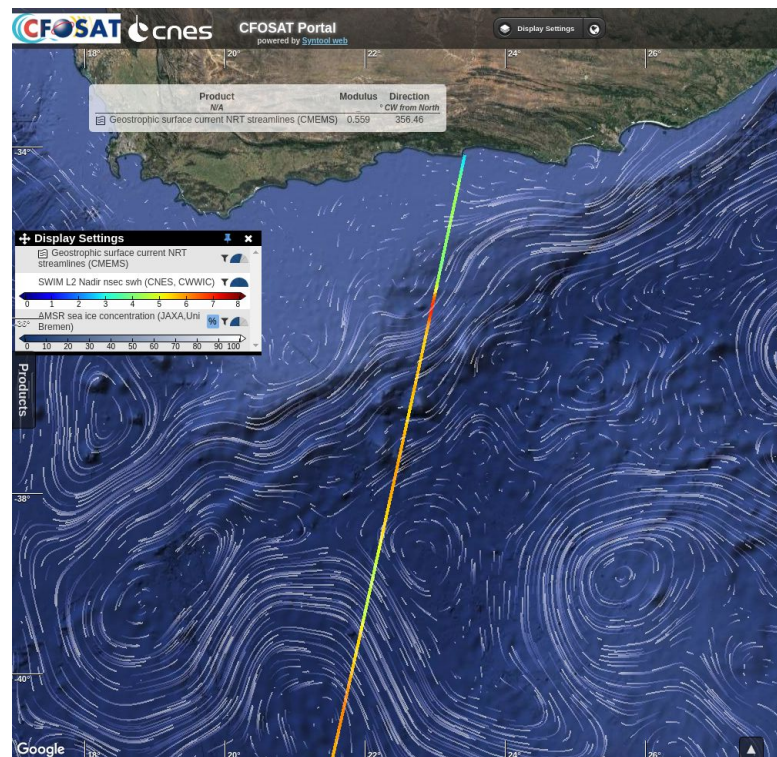 CFOSAT cnes CFOSAT Portal
powered by Syntool web
Display Settings
18° 20° 22° 24° 26°
Product Modulus Direction
N/A ° CW from North
Geostrophic surface current NRT streamlines (CMEMS) 0.559 356.46
-34°
Display Settings
Geostrophic surface current NRT
streamlines (CMEMS)
SWIM L2 Nadir nsec swh (CNES, CWWIC)
0 1 2 3 4 5 6 7 8
-36°
AMSR sea ice concentration (JAXA,Uni
Bremen)
%
0 10 20 30 40 50 60 70 80 90 100
Products
-38°
-40°
Google
18° 20° 22° 24° 26°